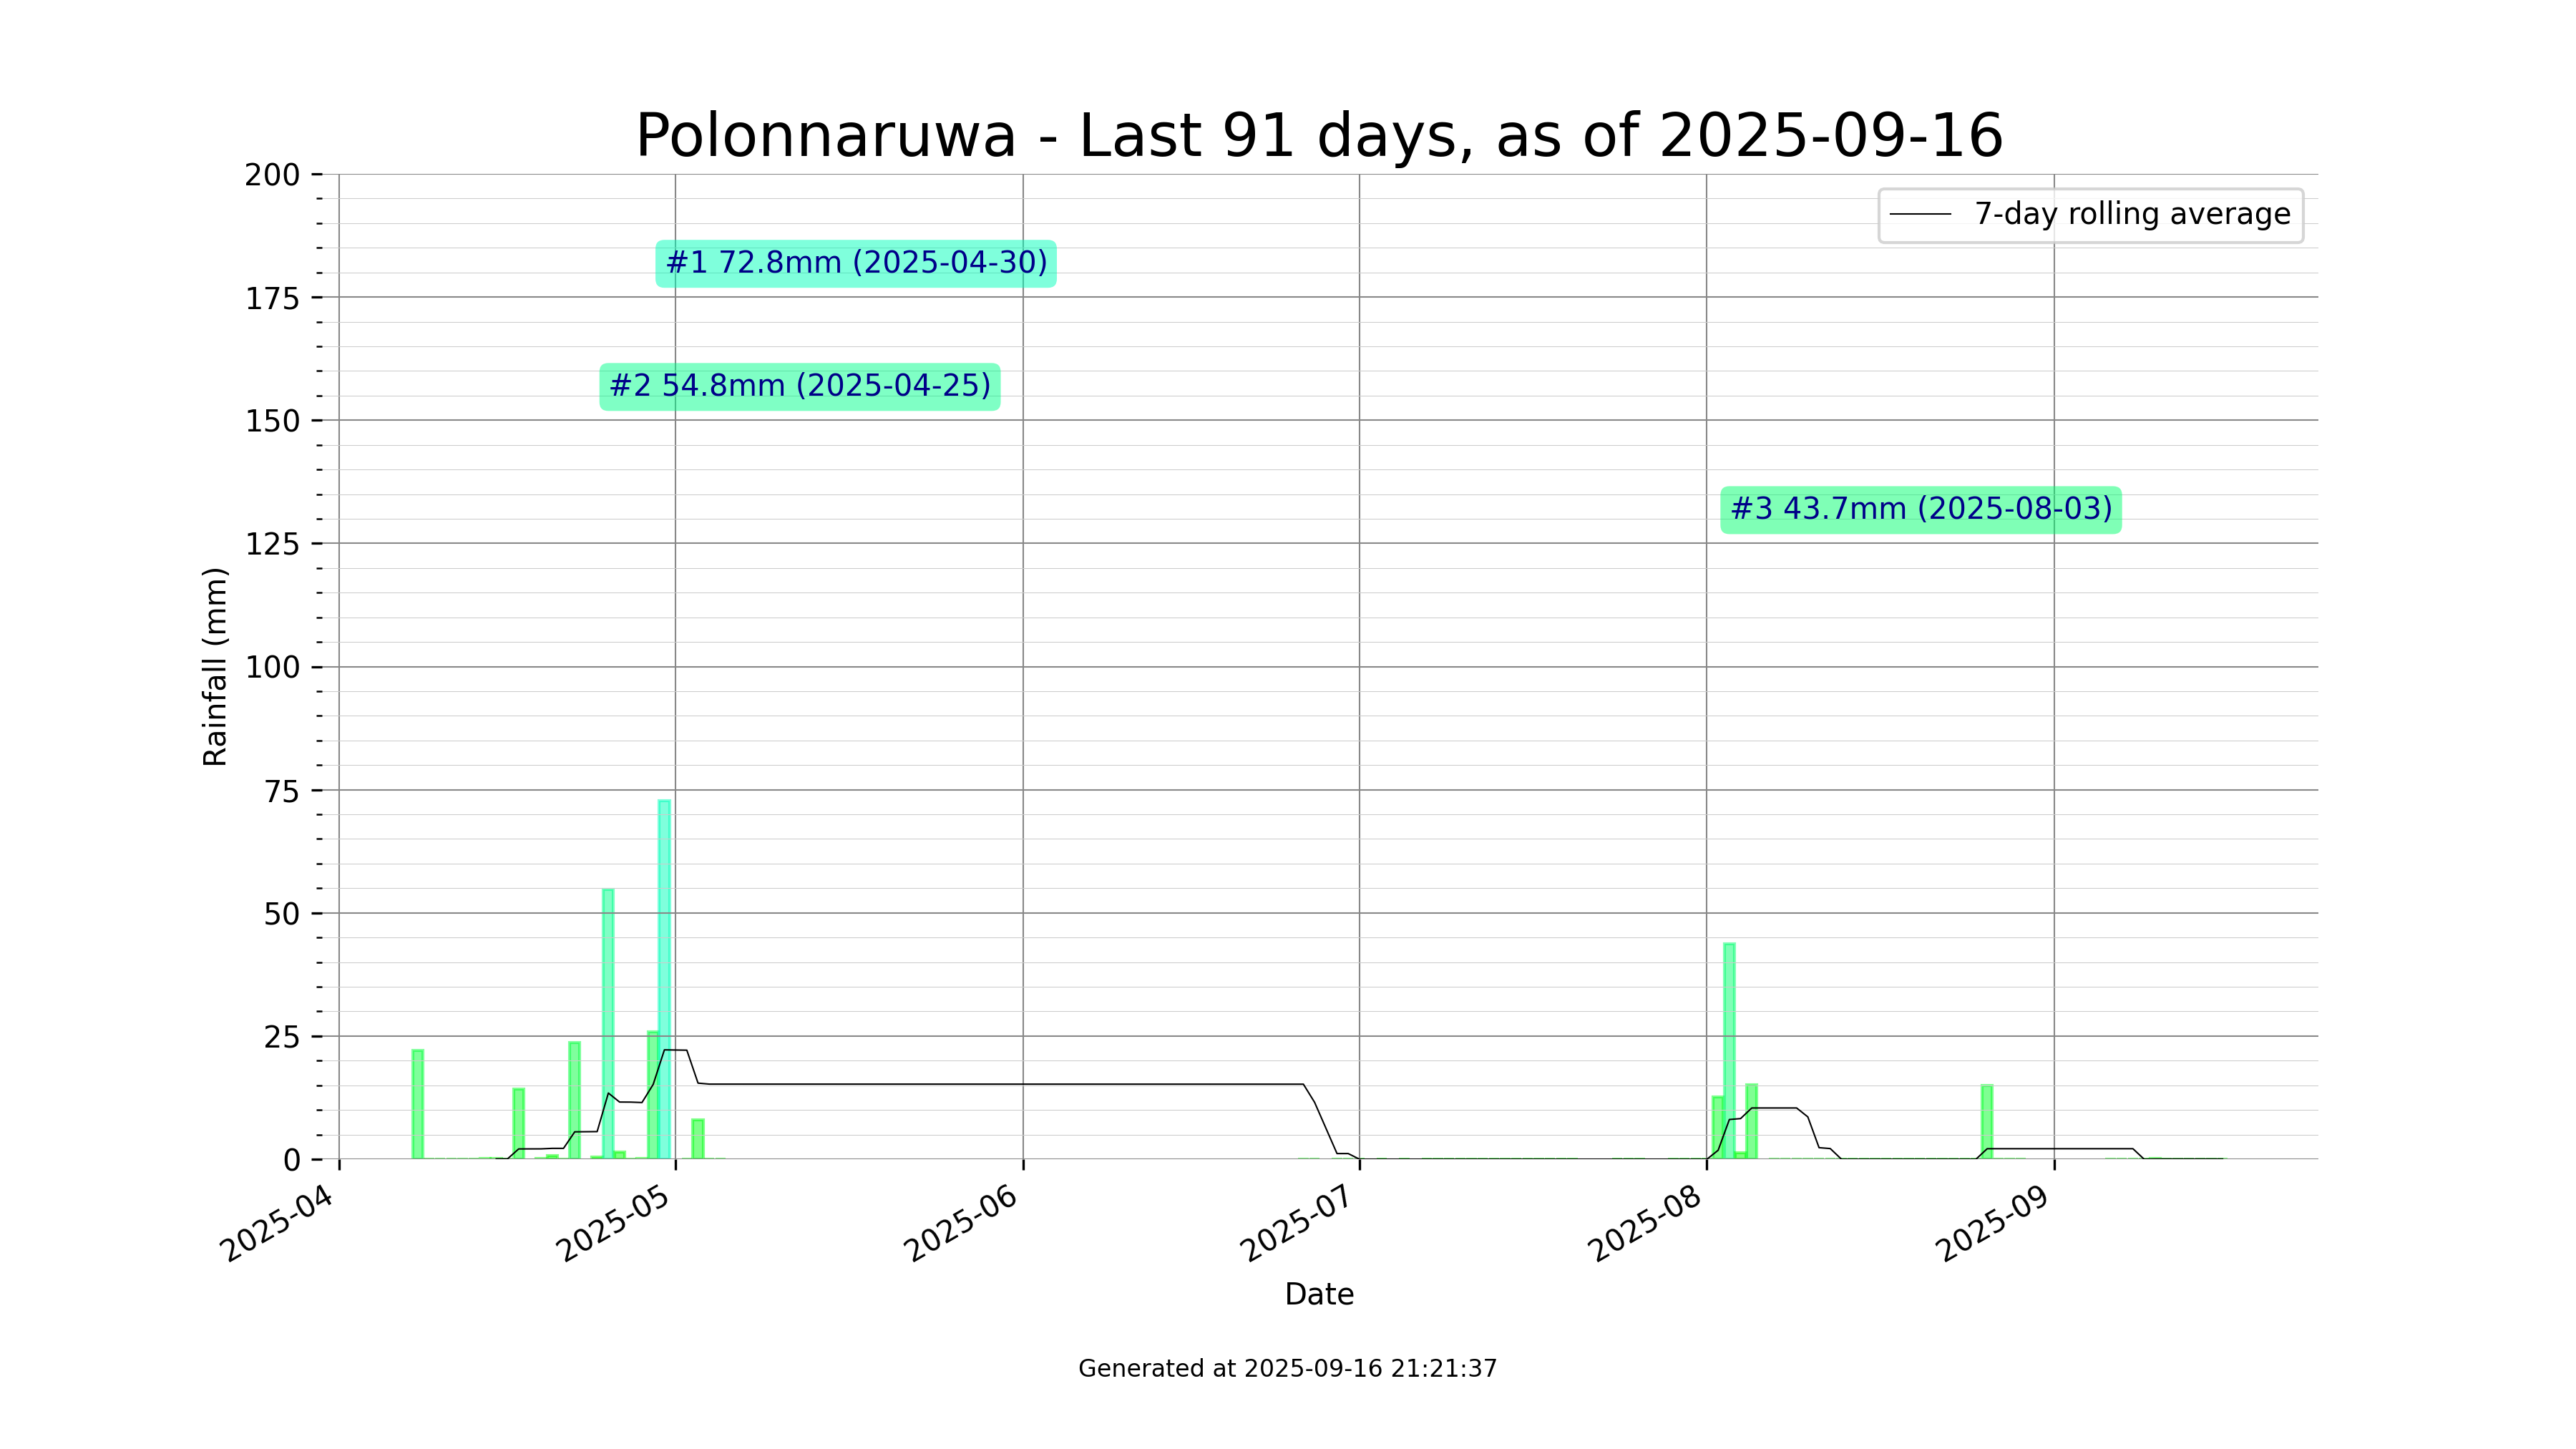 Polonnaruwa - Last 91 days, as of 2025-09-16
7-day rolling average
#1 72.8mm (2025-04-30)
#2 54.8mm (2025-04-25)
#3 43.7mm (2025-08-03)
Rainfall (mm)
200
175
150
125
100
75
50
25
0
2025-04
2025-05
2025-06
2025-07
2025-08
2025-09
Date
Generated at 2025-09-16 21:21:37